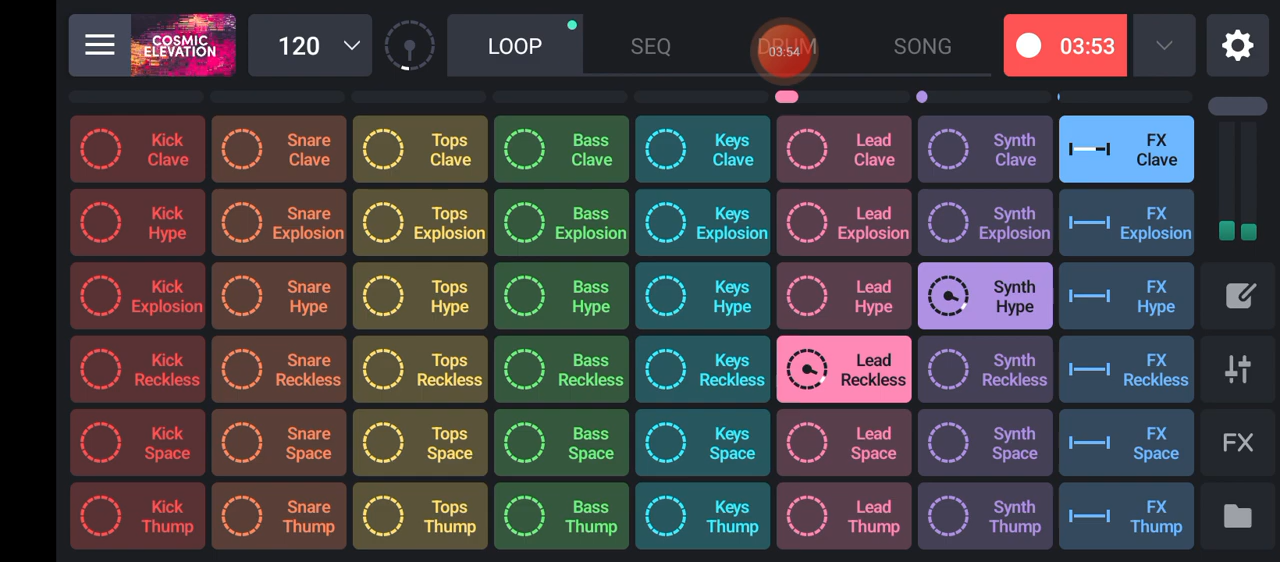 COSMIC
ELEVATION
120
LOOP
SEQ
DRUM
03:54
SONG
03:53
Kick
Clave
Snare
Clave
Tops
Clave
Bass
Clave
Keys
Clave
Lead
Clave
Synth
Clave
FX
Clave
Kick
Hype
Snare
Explosion
Tops
Explosion
Bass
Explosion
Keys
Explosion
Lead
Explosion
Synth
Explosion
FX
Explosion
Kick
Explosion
Snare
Hype
Tops
Hype
Bass
Hype
Keys
Hype
Lead
Hype
Synth
Hype
FX
Hype
Kick
Reckless
Snare
Reckless
Tops
Reckless
Bass
Reckless
Keys
Reckless
Lead
Reckless
Synth
Reckless
FX
Reckless
Kick
Space
Snare
Space
Tops
Space
Bass
Space
Keys
Space
Lead
Space
Synth
Space
FX
Space
FX
Kick
Thump
Snare
Thump
Tops
Thump
Bass
Thump
Keys
Thump
Lead
Thump
Synth
Thump
FX
Thump